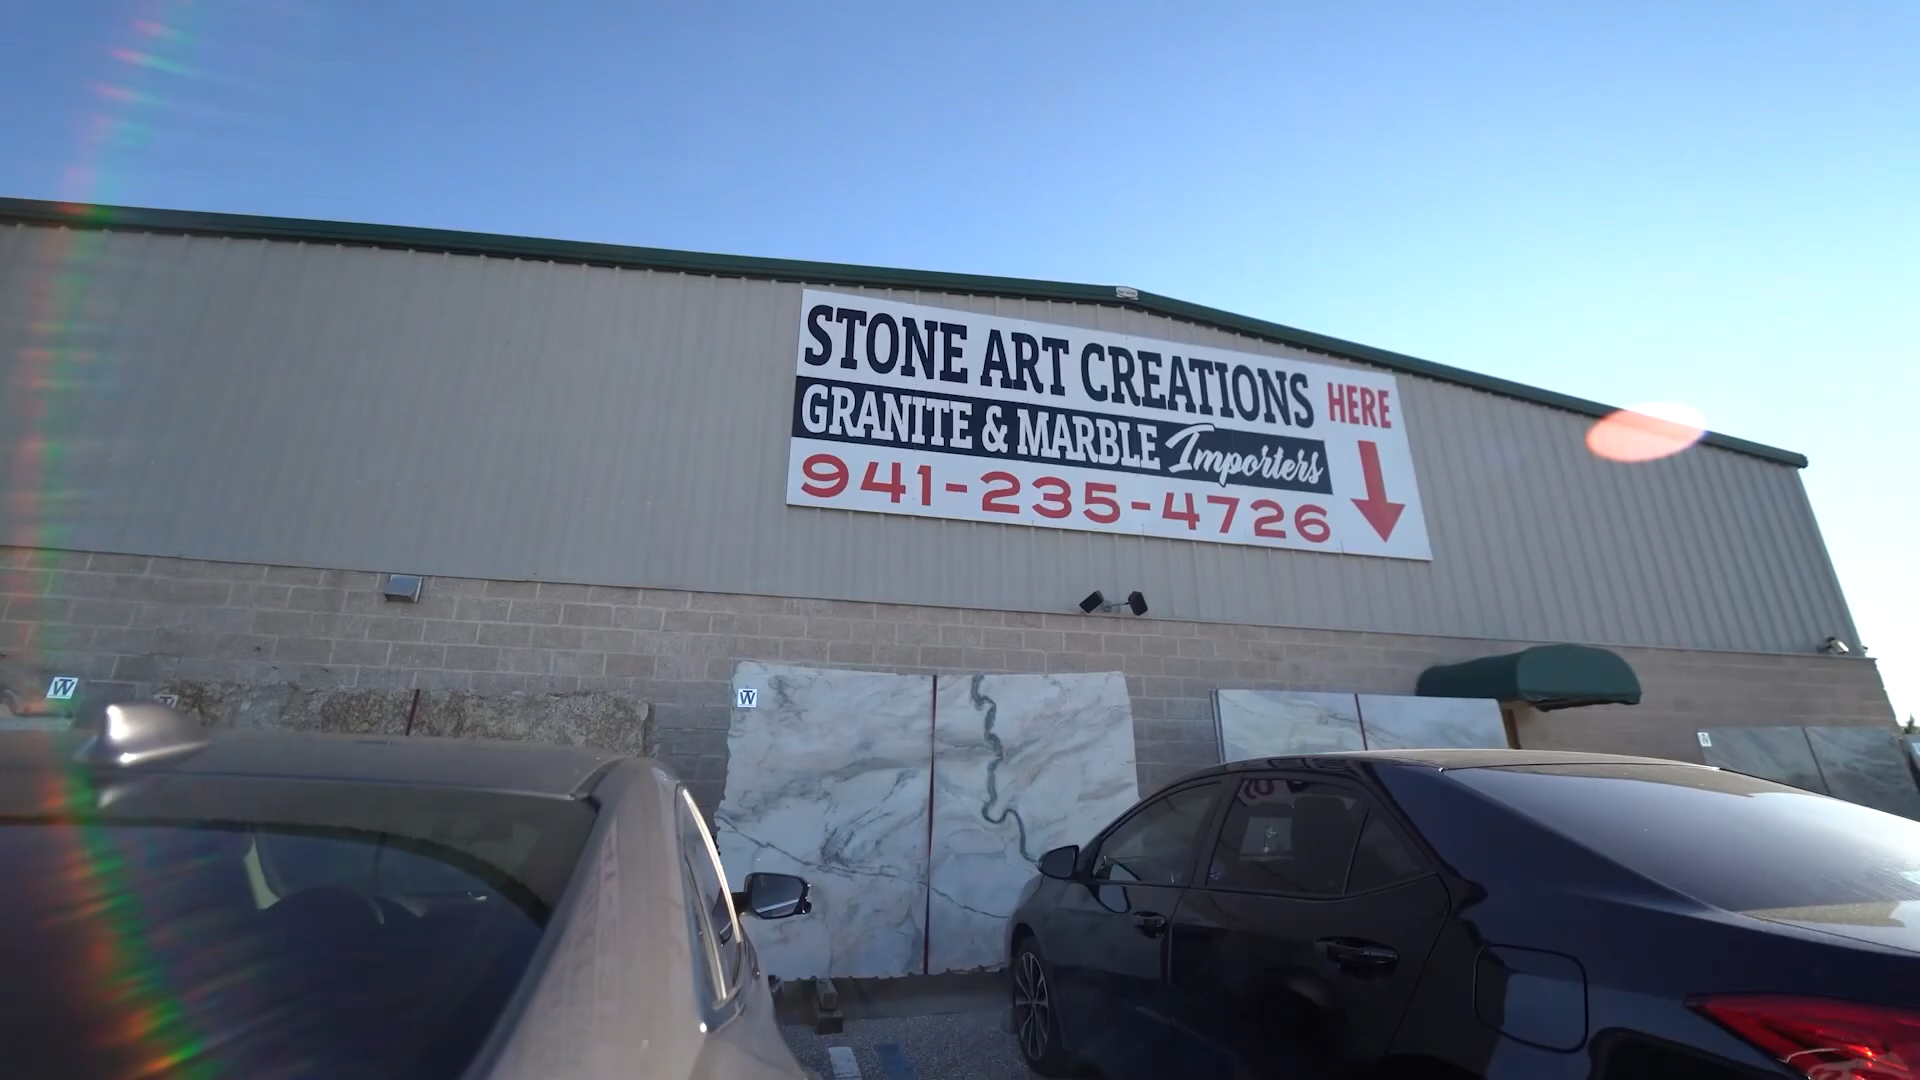 STONE ART CREATIONS
GRANITE & MARBLE Importers
941-235-4726
HERE
W
W